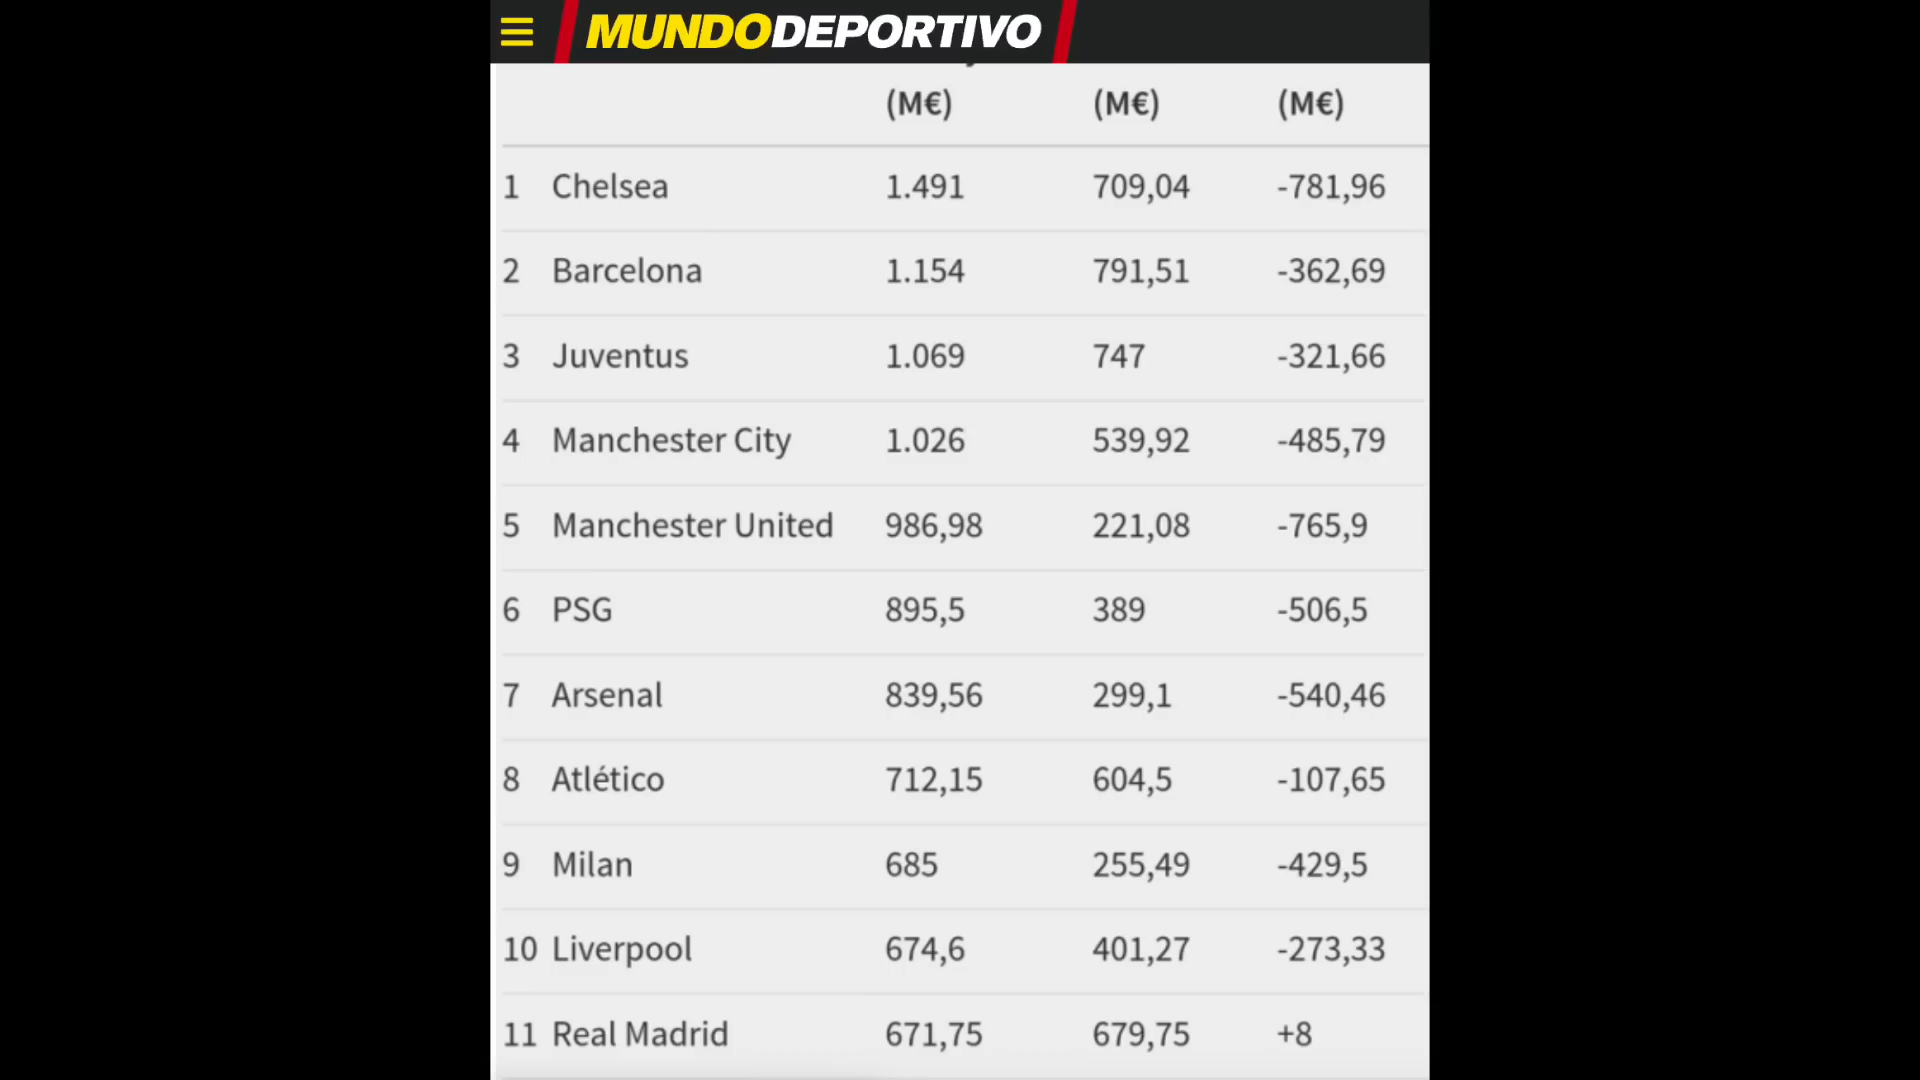 MUNDODEPORTIVO
(M€) (M€) (M€)
1 Chelsea 1.491 709,04 -781,96
2 Barcelona 1.154 791,51 -362,69
3 Juventus 1.069 747 -321,66
4 Manchester City 1.026 539,92 -485,79
5 Manchester United 986,98 221,08 -765,9
6 PSG 895,5 389 -506,5
7 Arsenal 839,56 299,1 -540,46
8 Atlético 712,15 604,5 -107,65
9 Milan 685 255,49 -429,5
10 Liverpool 674,6 401,27 -273,33
11 Real Madrid 671,75 679,75 +8